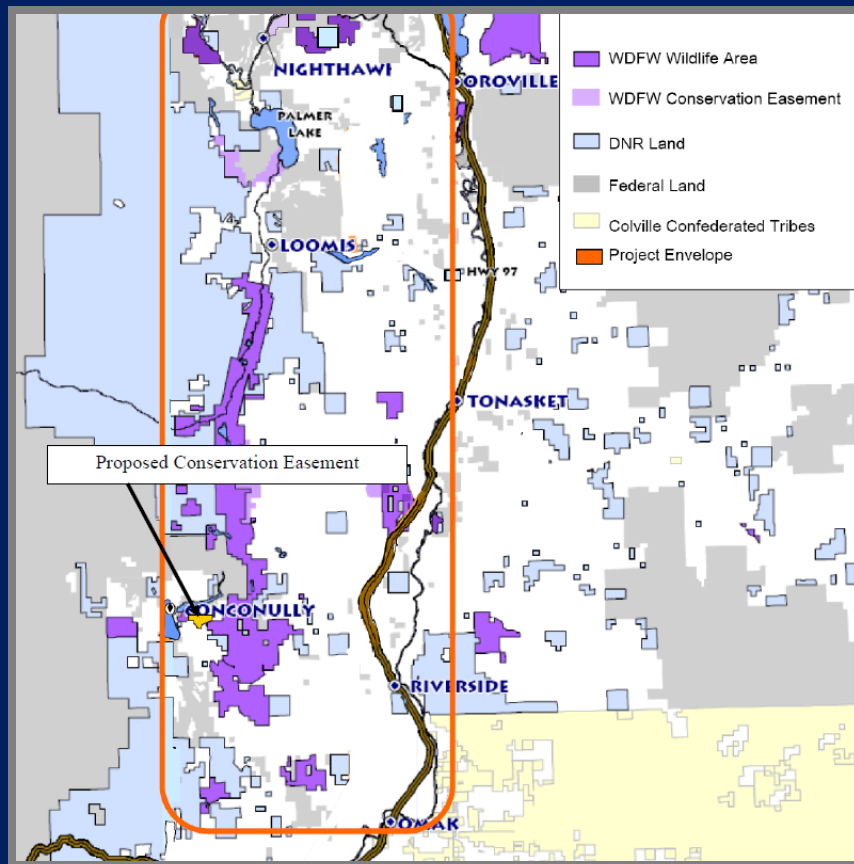 NIGHTHAWK
OROVILLE
PALMER
LAKE
LOOMIS
HWY 97
TONASKET
Proposed Conservation Easement
CONCONULLY
RIVERSIDE
OMAK
WDFW Wildlife Area
WDFW Conservation Easement
DNR Land
Federal Land
Colville Confederated Tribes
Project Envelope